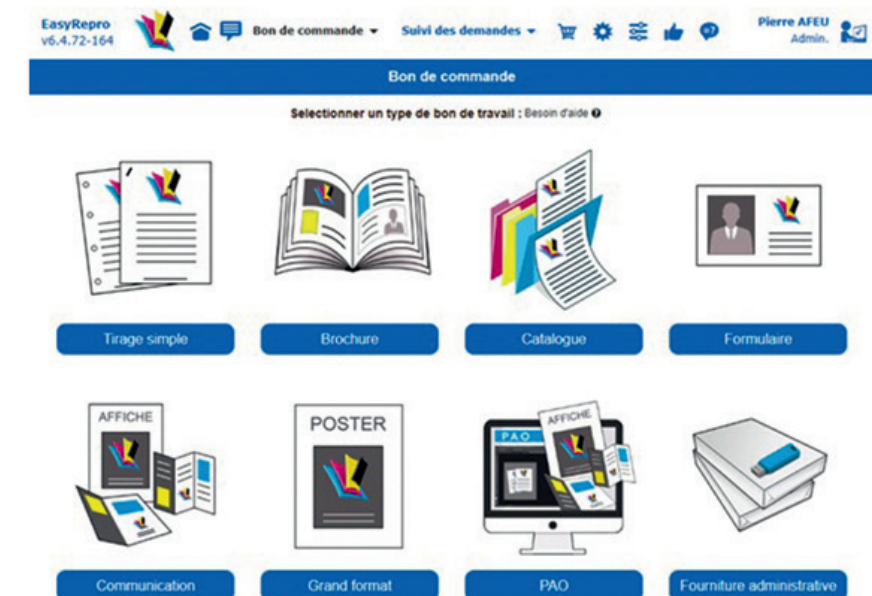 EasyRepro
v6.4.72-164
Bon de commande
Suivi des demandes
Pierre AFEU
Admin.
Bon de commande
Selectionner un type de bon de travail : Besoin d'aide
Tirage simple
Brochure
Catalogue
Formulaire
AFFICHE
POSTER
PAO
AFFICHE
Communication
Grand format
PAO
Fourniture administrative